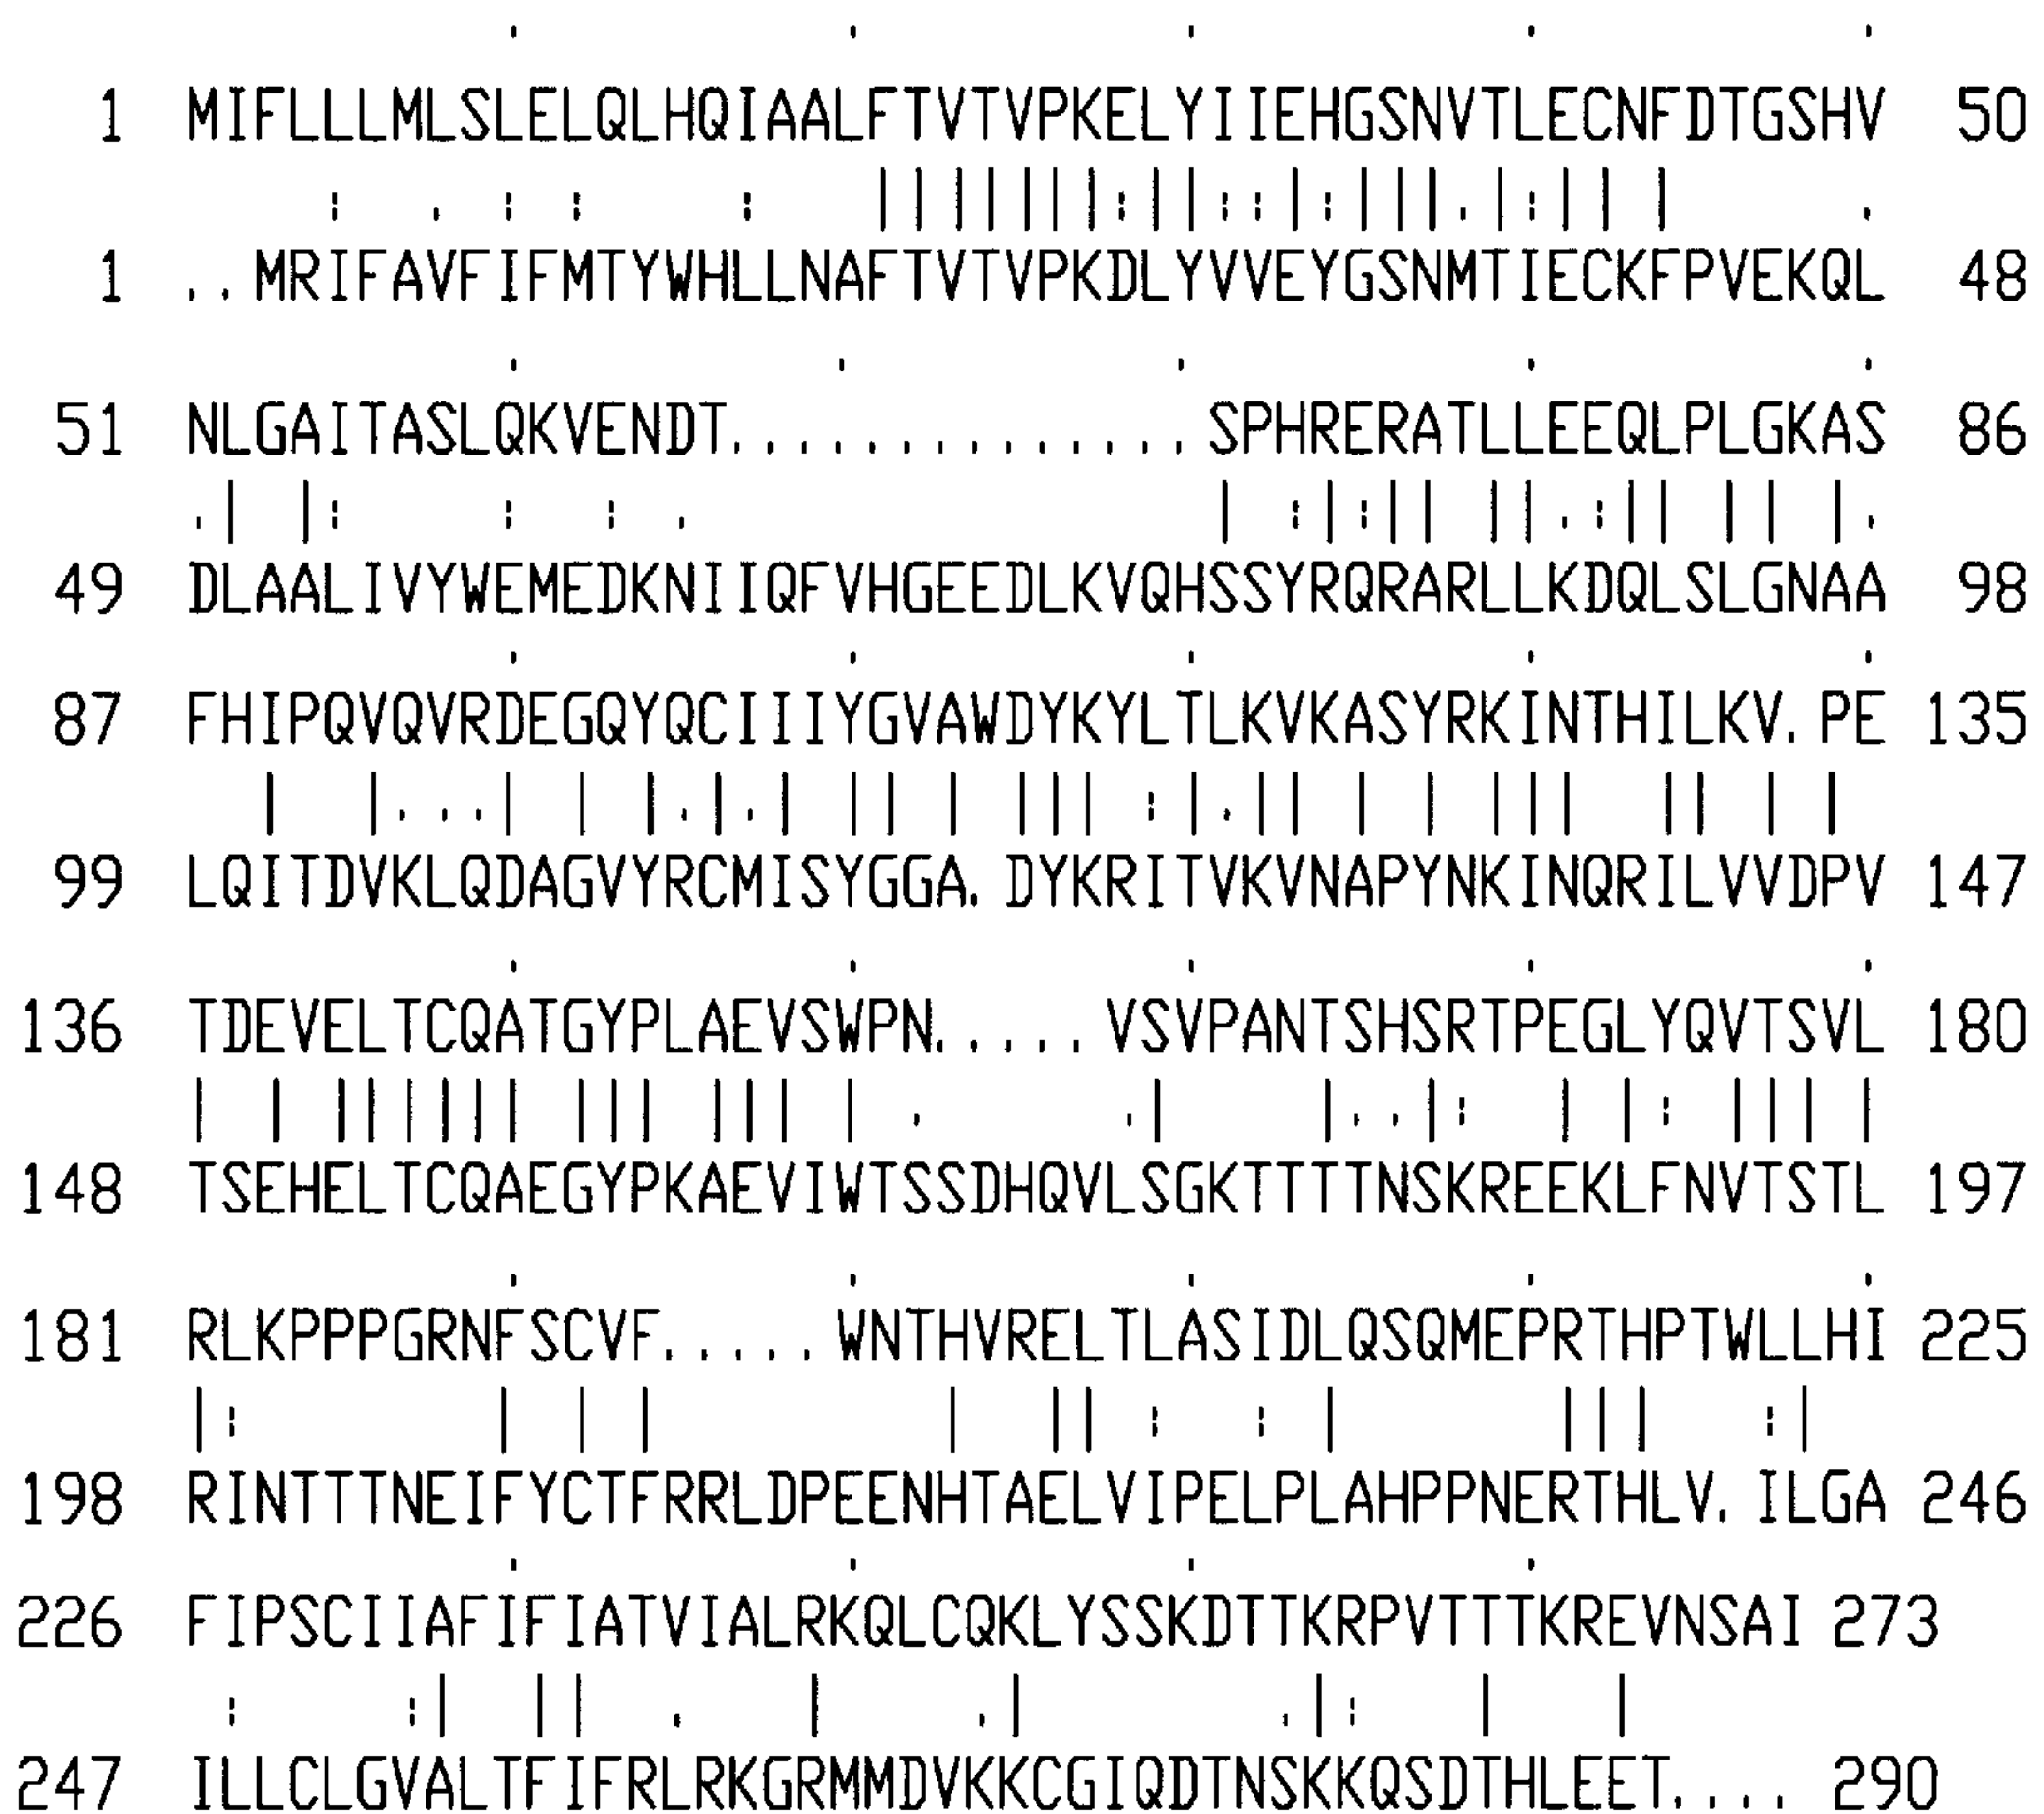 1 MIFLLLMLSLELQLHQIAALFTVTVPKELYIIEHGSNVTLECNFDTGSHV 50
1 ..MRIFAVFIFMTYWHLLNAFTVTVPKDLYVVEYGSNMTIECKFPVEKQL 48
51 NLGAITASLQKVENDT..............SPHRERATLLEEQLPLGKAS 86
49 DLAALIVYWEMEDKNIIQFVHGEEDLKVQHSSYRQRARLLKDQLSLGNAA 98
87 FHIPQVQVRDEGQYQCIIIYGVAWDYKYLTLKVKASYRKINTHILKV.PE 135
99 LQITDVKLQDAGVYRCMISYGGA.DYKRITVKVNAPYNKINQRILVVDPV 147
136 TDEVELTCQATGYPLAEVSWPN.....VSVPANTSHSRTPEGLYQVTSVL 180
148 TSEHELTCQAEGYPKAEVIWTSSDHQVLSGKTTTTNSKREEKLFNVTSTL 197
181 RLKPPPGRNFSCVF.....WNTHVRELTLASIDLQSQMEPRTHPTWLLHI 225
198 RINTTTNEIFYCTFRRLDPEENHTAELVIPELPLAHPPNERTHLV.ILGA 246
226 FIPSCIIAFIFIATVIALRKQLCQKLYSSKDTTKRPVTTTKREVNSAI 273
247 ILLCLGVALTFIFRLRKGRMMDVKKCGIQDTNSKKQSDTHLEET.... 290